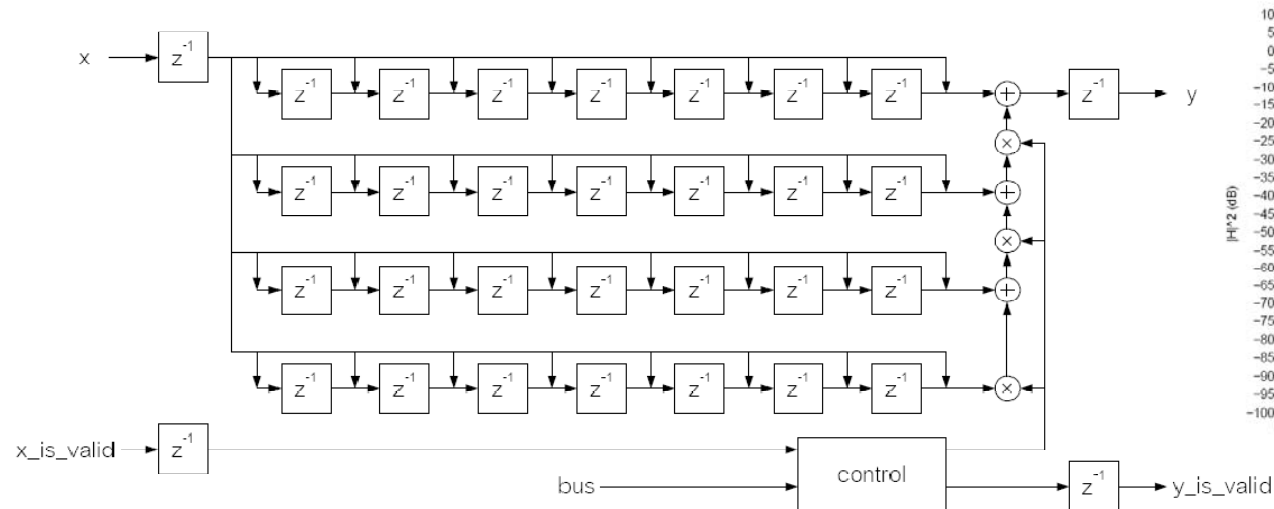 x
z⁻¹
z⁻¹ z⁻¹ z⁻¹ z⁻¹ z⁻¹ z⁻¹ z⁻¹ + z⁻¹ y
×
z⁻¹ z⁻¹ z⁻¹ z⁻¹ z⁻¹ z⁻¹ z⁻¹ +
×
z⁻¹ z⁻¹ z⁻¹ z⁻¹ z⁻¹ z⁻¹ z⁻¹ +
z⁻¹ z⁻¹ z⁻¹ z⁻¹ z⁻¹ z⁻¹ z⁻¹ ×
x_is_valid z⁻¹
bus control z⁻¹ y_is_valid
|H|^2 (dB)
10
5
0
−5
−10
−15
−20
−25
−30
−35
−40
−45
−50
−55
−60
−65
−70
−75
−80
−85
−90
−95
−100